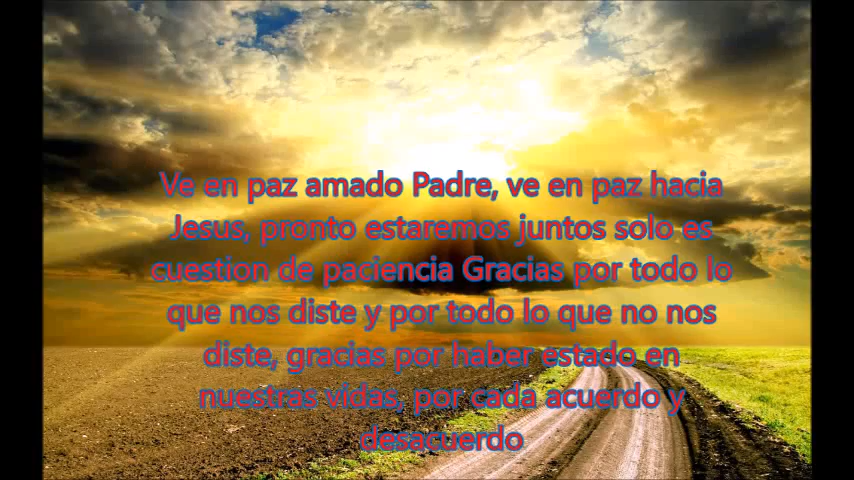 Ve en paz amado Padre, ve en paz hacia
Jesus, pronto estaremos juntos solo es
cuestion de paciencia Gracias por todo lo
que nos diste y por todo lo que no nos
diste, gracias por haber estado en
nuestras vidas, por cada acuerdo y
desacuerdo